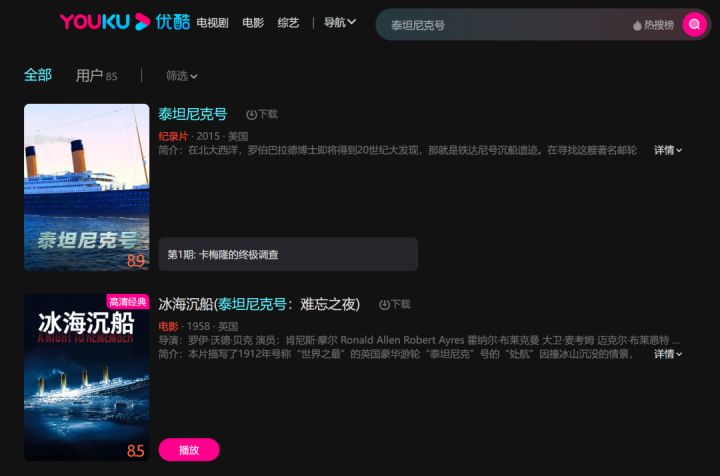 YOUKU 优酷 电视剧 电影 综艺 | 导航 泰坦尼克号 热搜榜
全部 用户 85 | 筛选
泰坦尼克号 下载
纪录片 · 2015 · 美国
简介：在北大西洋，罗伯巴拉德博士即将得到20世纪大发现，那就是铁达尼号沉船遗迹。在寻找这艘著名邮轮 详情
泰坦尼克号
8.9
第1期: 卡梅隆的终极调查
高清经典
冰海沉船
A NIGHT TO REMEMBER
8.5
冰海沉船(泰坦尼克号：难忘之夜) 下载
电影 · 1958 · 英国
导演：罗伊·沃德·贝克 演员：肯尼斯·摩尔 Ronald Allen Robert Ayres 霍纳尔·布莱克曼 大卫·麦考姆 迈克尔·布莱恩特 ...
简介：本片描写了1912年号称“世界之最”的英国豪华游轮“泰坦尼克”号的“处航”因撞冰山沉没的情景， 详情
播放